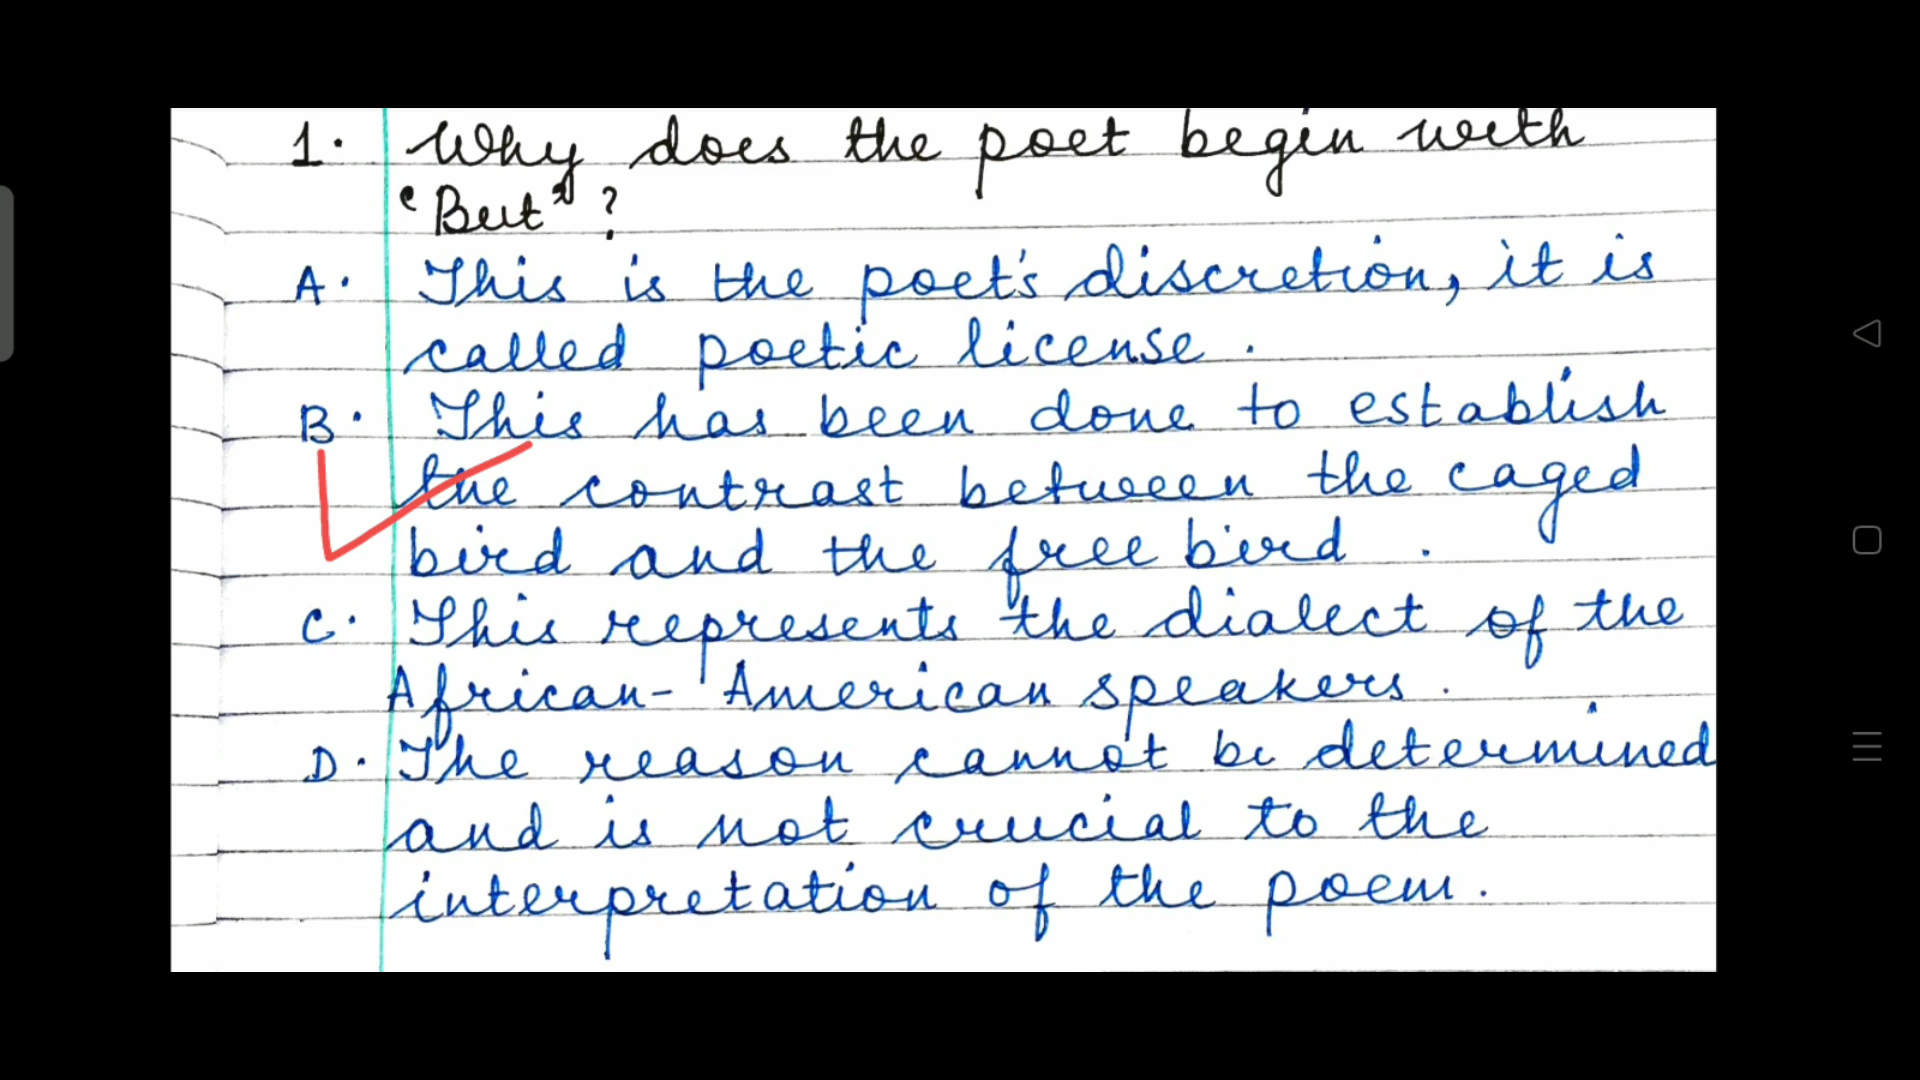 1. Why does the poet begin with
"But"?
A. This is the poet's discretion, it is
called poetic license.
B. This has been done to establish
the contrast between the caged
bird and the free bird.
C. This represents the dialect of the
African-American speakers.
D. The reason cannot be determined
and is not crucial to the
interpretation of the poem.